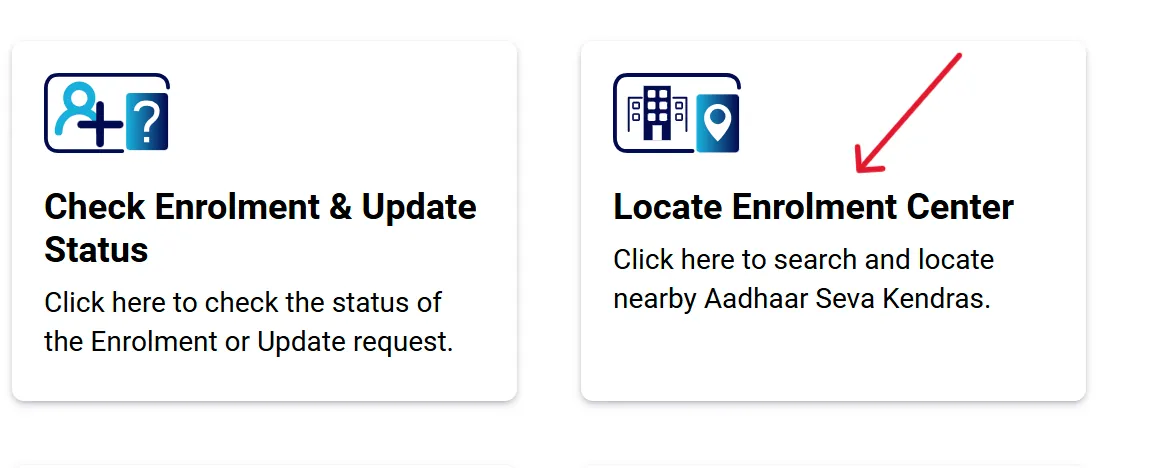 Check Enrolment & Update
Status
Click here to check the status of
the Enrolment or Update request.
Locate Enrolment Center
Click here to search and locate
nearby Aadhaar Seva Kendras.